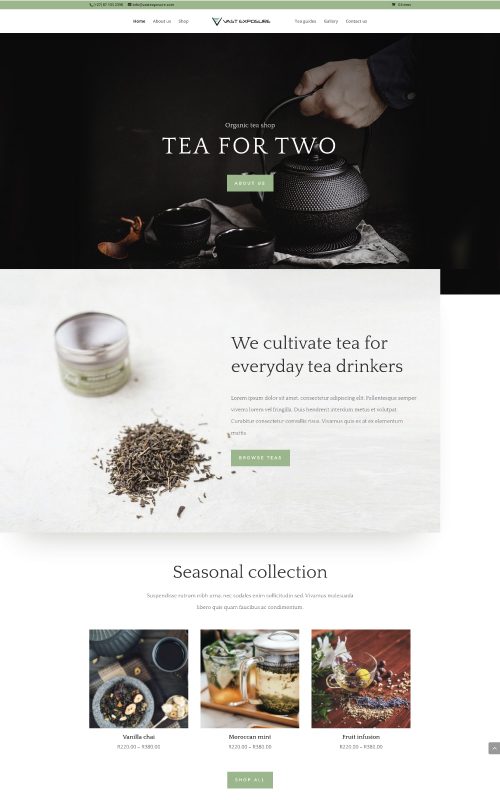 info@vastexposure.com
0 Items
Home About us Shop VAST EXPOSURE Tea guides Gallery Contact us
Organic tea shop
TEA FOR TWO
ABOUT US
We cultivate tea for
everyday tea drinkers
Lorem ipsum dolor sit amet, consectetur adipiscing elit. Pellentesque semper
viverra lorem vel fringilla. Duis hendrerit interdum metus et volutpat.
Curabitur consectetur convallis risus. Vivamus quis ex at ex elementum
mattis.
BROWSE TEAS
Seasonal collection
Suspendisse rutrum nibh urna, nec sodales enim sollicitudin sed. Vivamus malesuada
libero quis quam faucibus ac condimentum.
Vanilla chai Moroccan mint Fruit infusion
R220.00 – R380.00 R220.00 – R380.00 R220.00 – R380.00
SHOP ALL